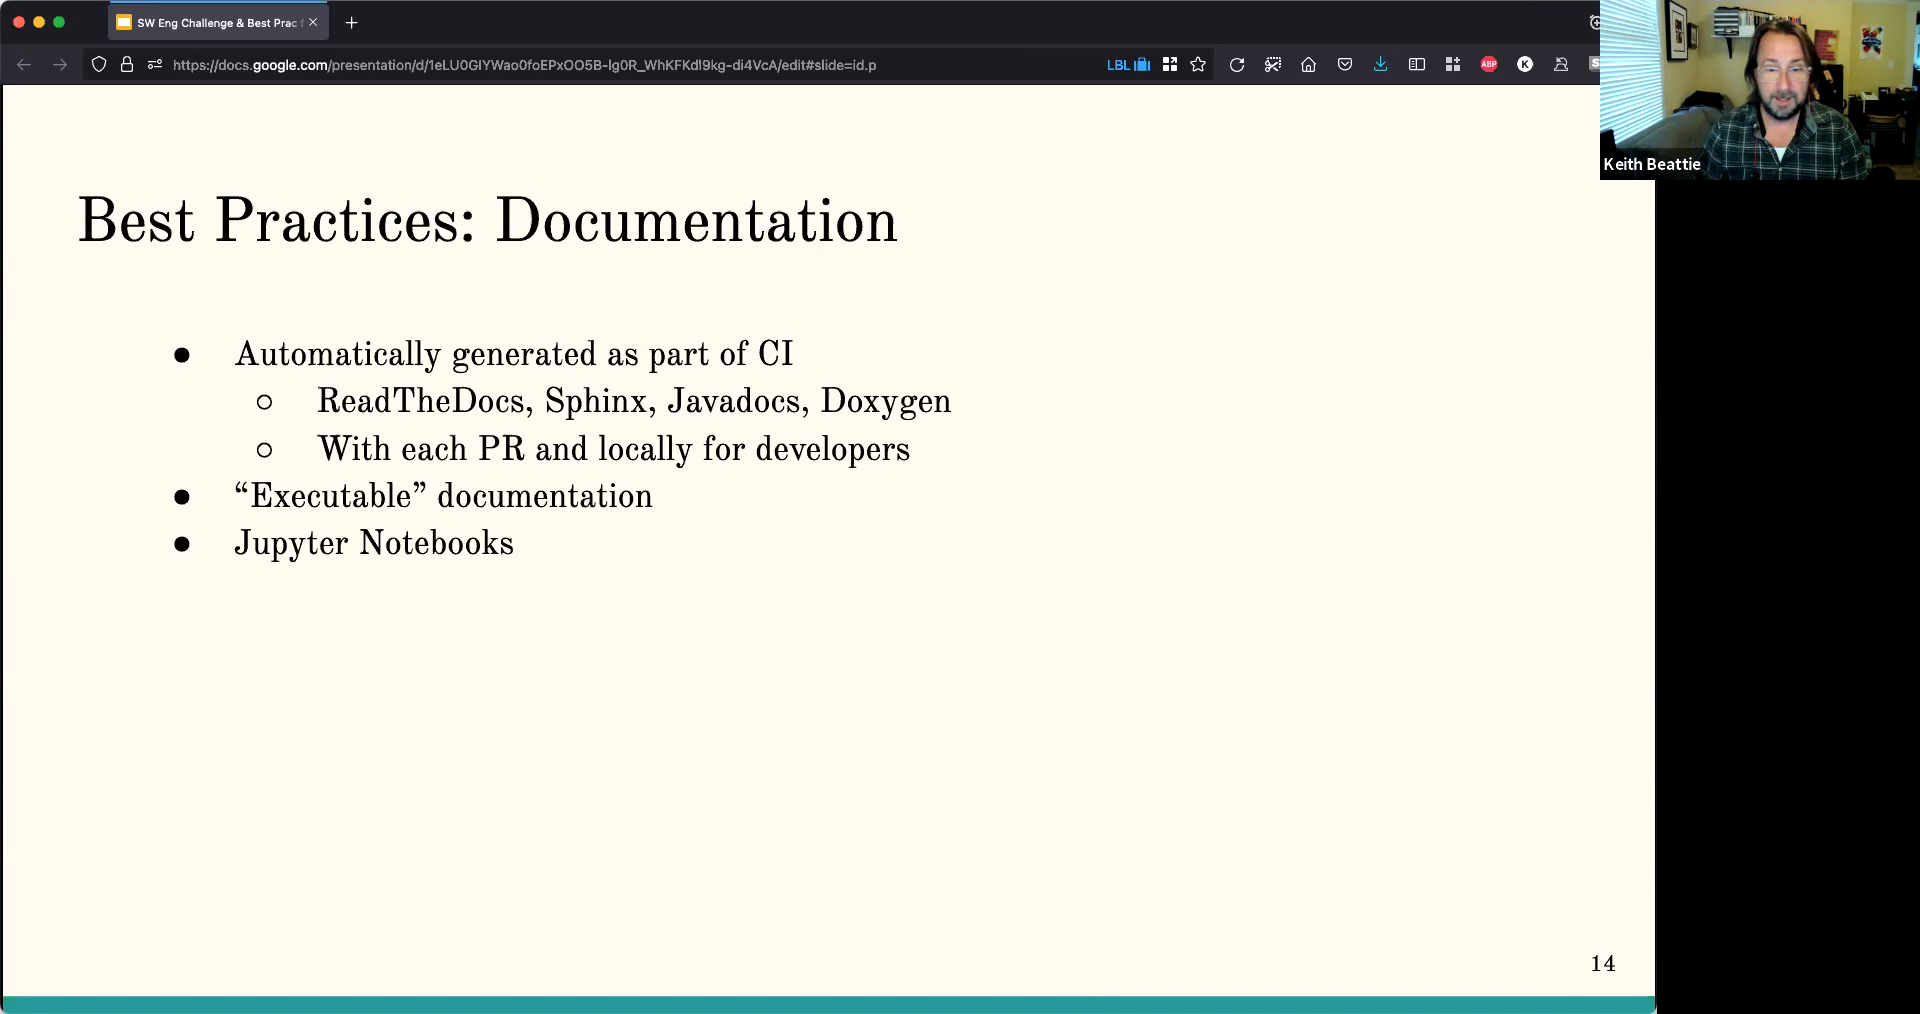 SW Eng Challenge & Best Prac f
https://docs.google.com/presentation/d/1eLU0GIYWao0foEPxOO5B-Ig0R_WhKFKdl9kg-di4VcA/edit#slide=id.p
LBL
ABP
K
S
Keith Beattie
Best Practices: Documentation
● Automatically generated as part of CI
○ ReadTheDocs, Sphinx, Javadocs, Doxygen
○ With each PR and locally for developers
● “Executable” documentation
● Jupyter Notebooks
14